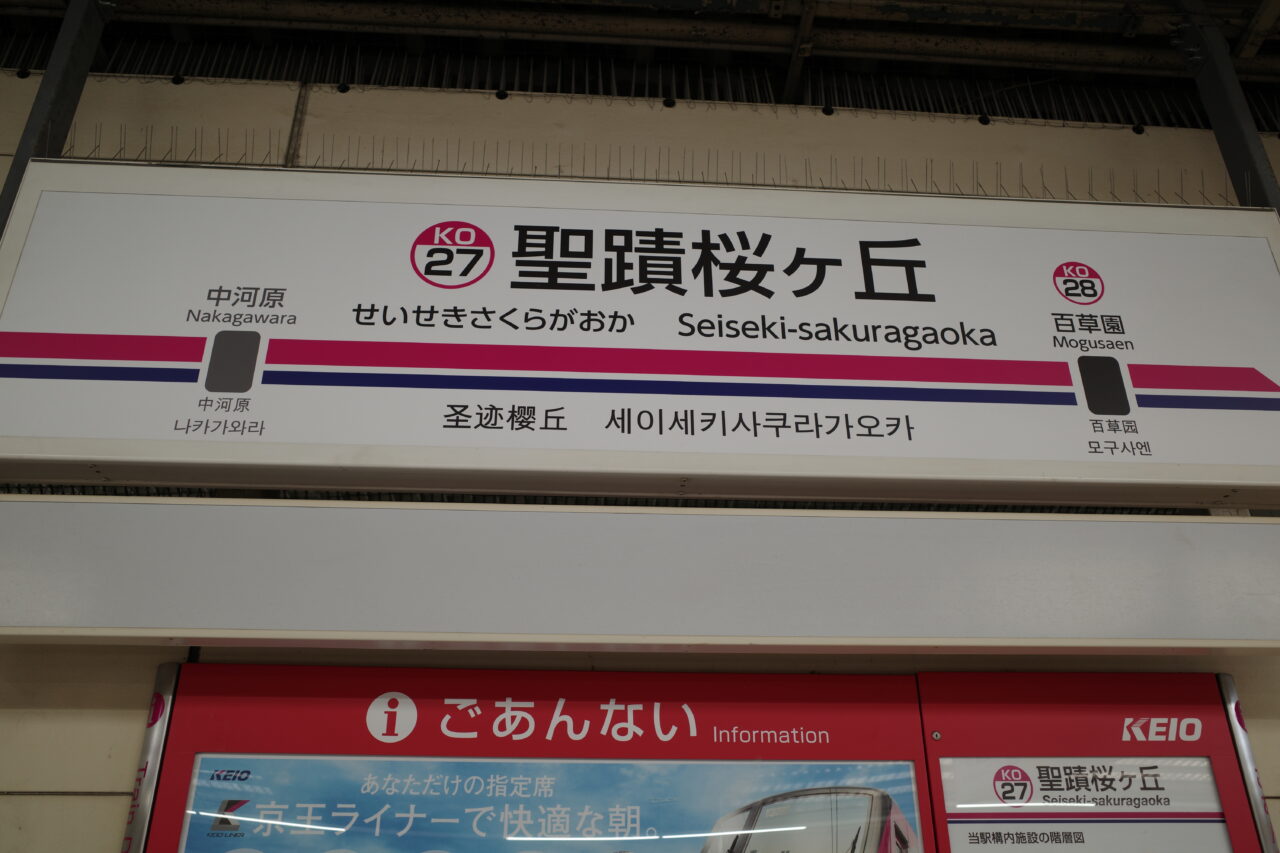 KO
27
聖蹟桜ヶ丘
せいせきさくらがおか Seiseki-sakuragaoka
中河原
Nakagawara
中河原
나카가와라
圣迹樱丘 세이세키사쿠라가오카
KO
28
百草園
Mogusaen
百草园
모구사엔
i ごあんない Information
KEIO
あなただけの指定席
京王ライナーで快適な朝。
KEIO LINER
KEIO
KO
27
聖蹟桜ヶ丘
Seiseki-sakuragaoka
当駅構内施設の階層図